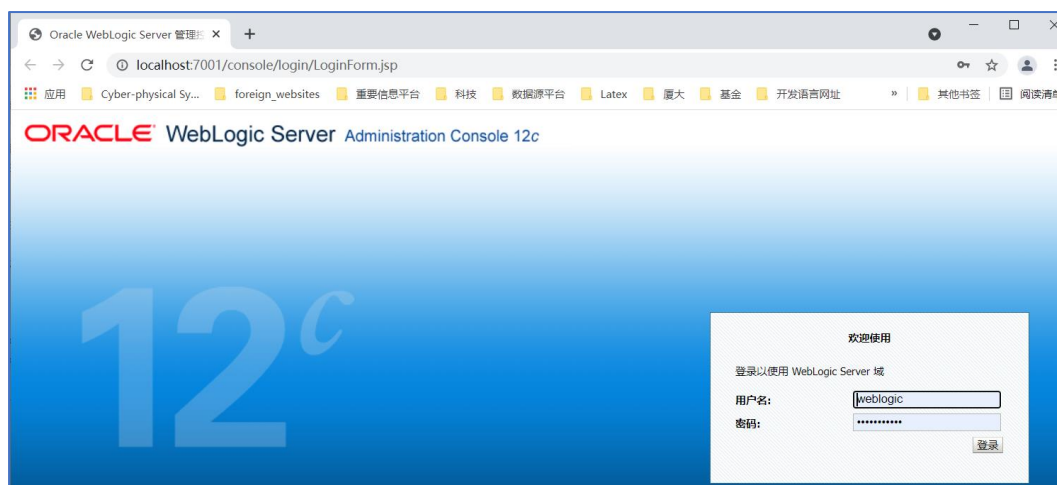 Oracle WebLogic Server 管理
localhost:7001/console/login/LoginForm.jsp
应用 Cyber-physical Sy... foreign_websites 重要信息平台 科技 数据源平台 Latex 厦大 基金 开发语言网址 » 其他书签 阅读清单
ORACLE WebLogic Server Administration Console 12c
12c
欢迎使用
登录以使用 WebLogic Server 域
用户名: weblogic
密码: •••••••••••
登录